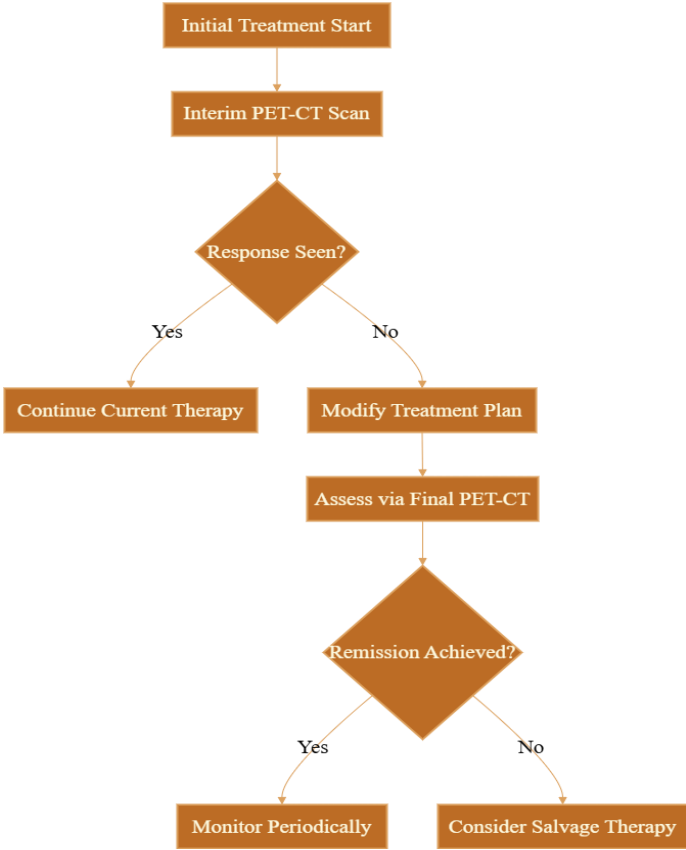 Initial Treatment Start
Interim PET-CT Scan
Response Seen?
Yes
No
Continue Current Therapy
Modify Treatment Plan
Assess via Final PET-CT
Remission Achieved?
Yes
No
Monitor Periodically
Consider Salvage Therapy